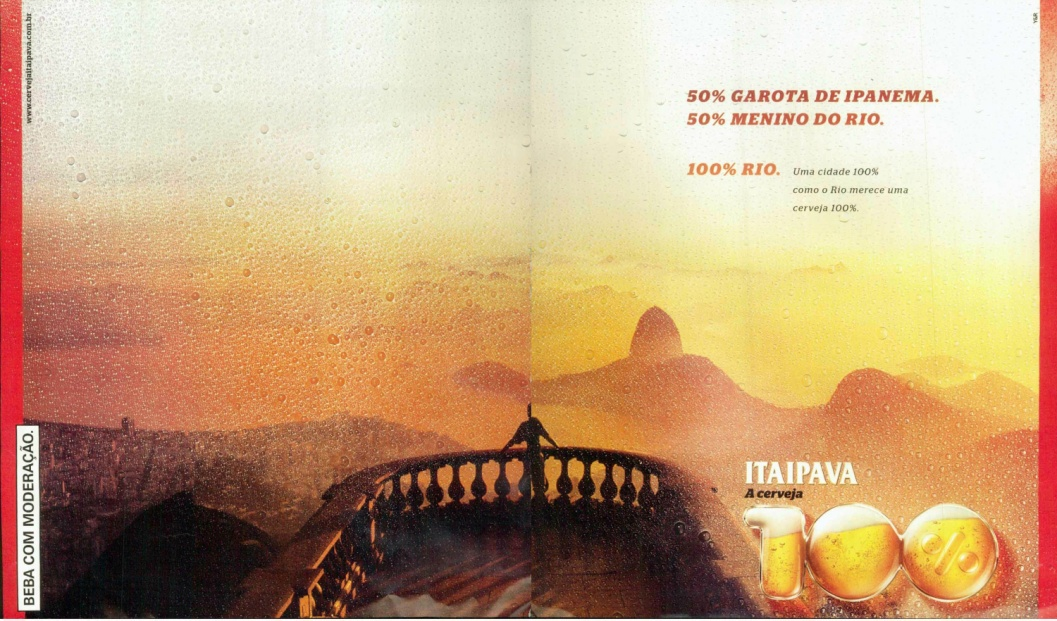 www.cervejaitaipava.com.br
BEBA COM MODERAÇÃO.
Y&R
50% GAROTA DE IPANEMA.
50% MENINO DO RIO.
100% RIO.
Uma cidade 100%
como o Rio merece uma
cerveja 100%.
ITAIPAVA
A cerveja
100%